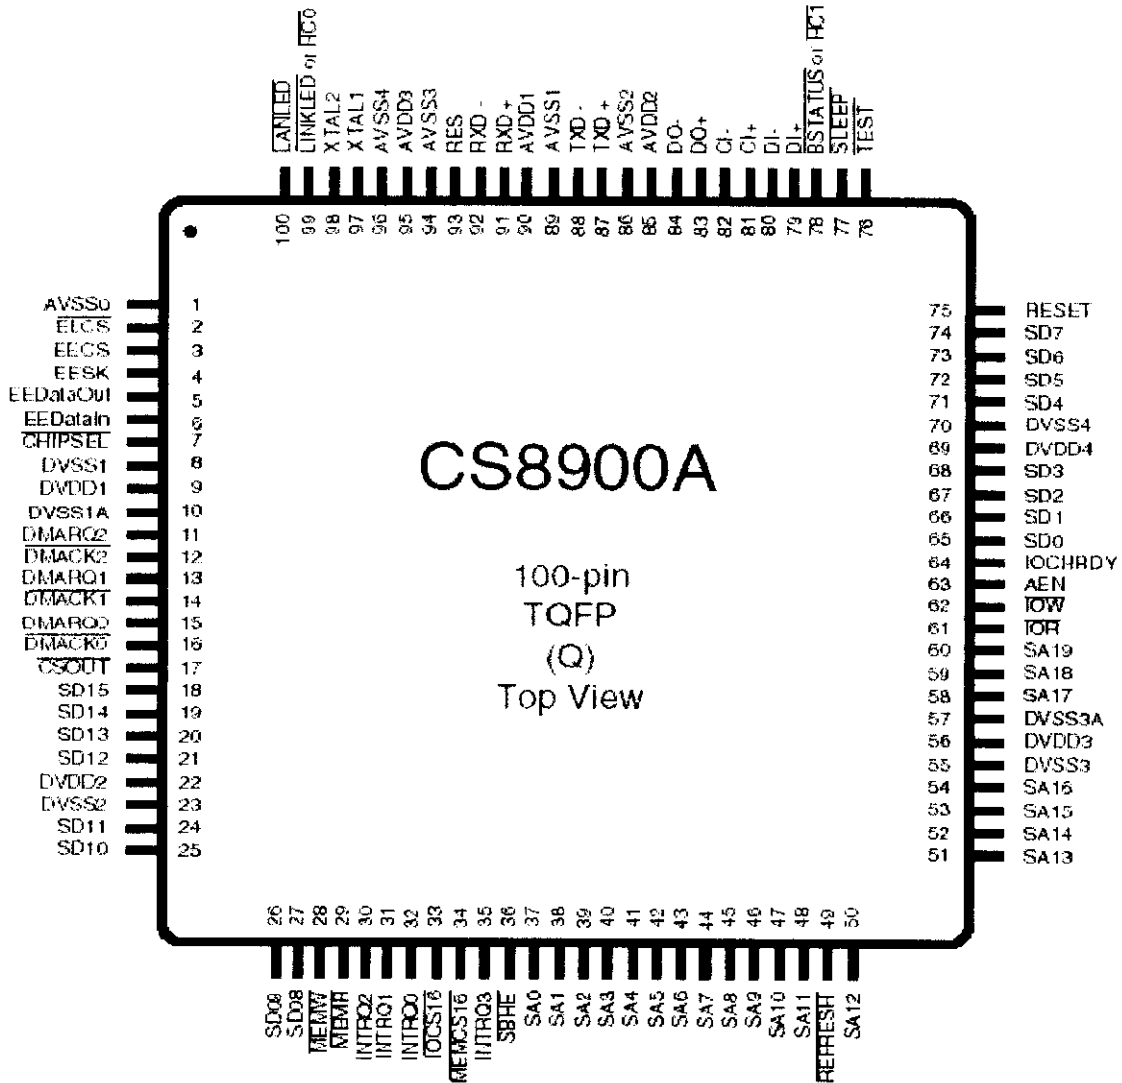 LANLED
LINKLED or HC0
XTAL2
XTAL1
AVSS4
AVDD3
AVSS3
RES
RXD -
RXD+
AVDD1
AVSS1
TXD -
TXD+
AVSS2
AVDD2
DO-
DO+
CI-
CI+
DI-
DI+
BSTATUS or HC1
SLEEP
TEST
100
99
98
97
96
95
94
93
92
91
90
89
88
87
86
85
84
83
82
81
80
79
78
77
76
AVSS0 1
ELCS 2
EECS 3
EESK 4
EEDataOut 5
EEDataIn 6
CHIPSEL 7
DVSS1 8
DVDD1 9
DVSS1A 10
DMARQ2 11
DMACK2 12
DMARQ1 13
DMACK1 14
DMARQ0 15
DMACK0 16
CSOUT 17
SD15 18
SD14 19
SD13 20
SD12 21
DVDD2 22
DVSS2 23
SD11 24
SD10 25
CS8900A
100-pin
TQFP
(Q)
Top View
75 RESET
74 SD7
73 SD6
72 SD5
71 SD4
70 DVSS4
69 DVDD4
68 SD3
67 SD2
66 SD1
65 SD0
64 IOCHRDY
63 AEN
62 IOW
61 IOR
60 SA19
59 SA18
58 SA17
57 DVSS3A
56 DVDD3
55 DVSS3
54 SA16
53 SA15
52 SA14
51 SA13
26
27
28
29
30
31
32
33
34
35
36
37
38
39
40
41
42
43
44
45
46
47
48
49
50
SD09
SD08
MEMW
MEMR
INTRQ2
INTRQ1
INTRQ0
IOCS16
MEMCS16
INTRQ3
SBHE
SA0
SA1
SA2
SA3
SA4
SA5
SA6
SA7
SA8
SA9
SA10
SA11
REFRESH
SA12